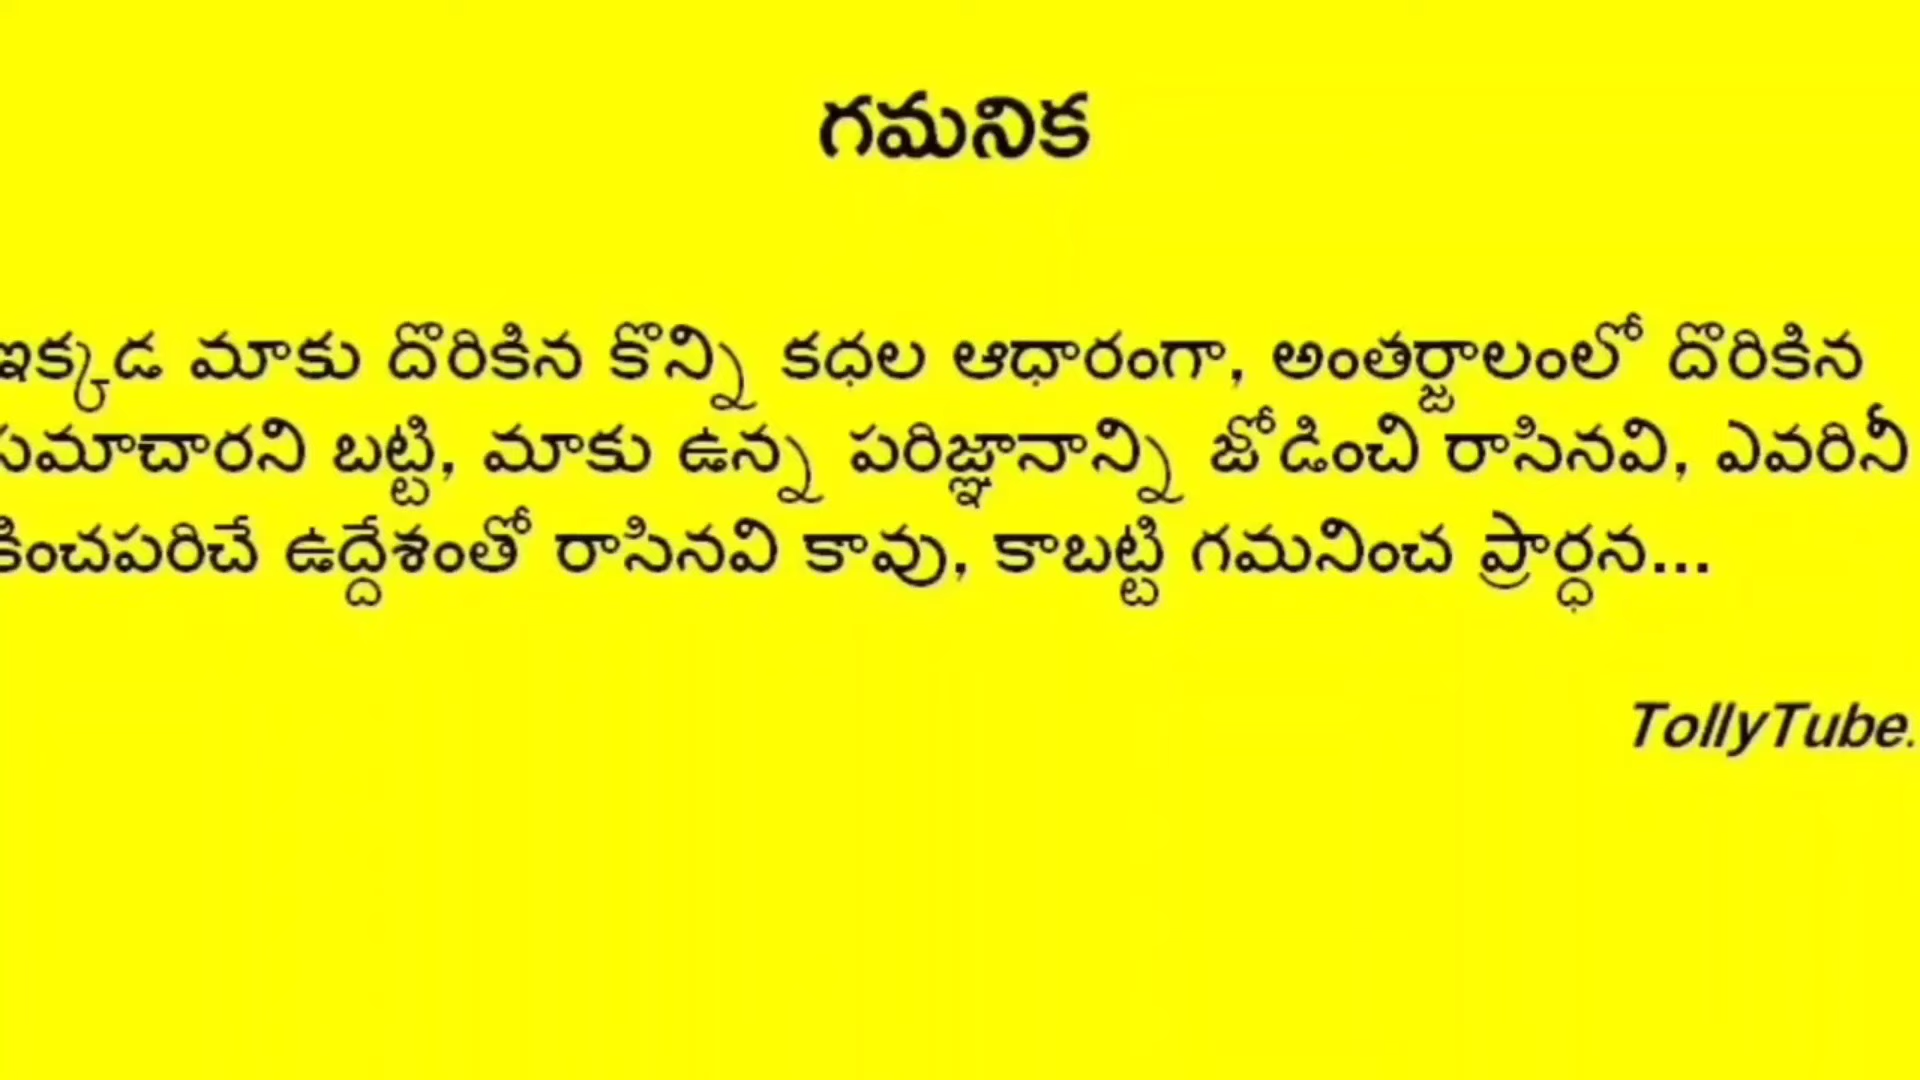 గమనిక
ఇక్కడ మాకు దొరికిన కొన్ని కధల ఆధారంగా, అంతర్జాలంలో దొరికిన
సమాచారని బట్టి, మాకు ఉన్న పరిజ్ఞానాన్ని జోడించి రాసినవి, ఎవరినీ
కించపరిచే ఉద్దేశంతో రాసినవి కావు, కాబట్టి గమనించ ప్రార్ధన...
TollyTube.